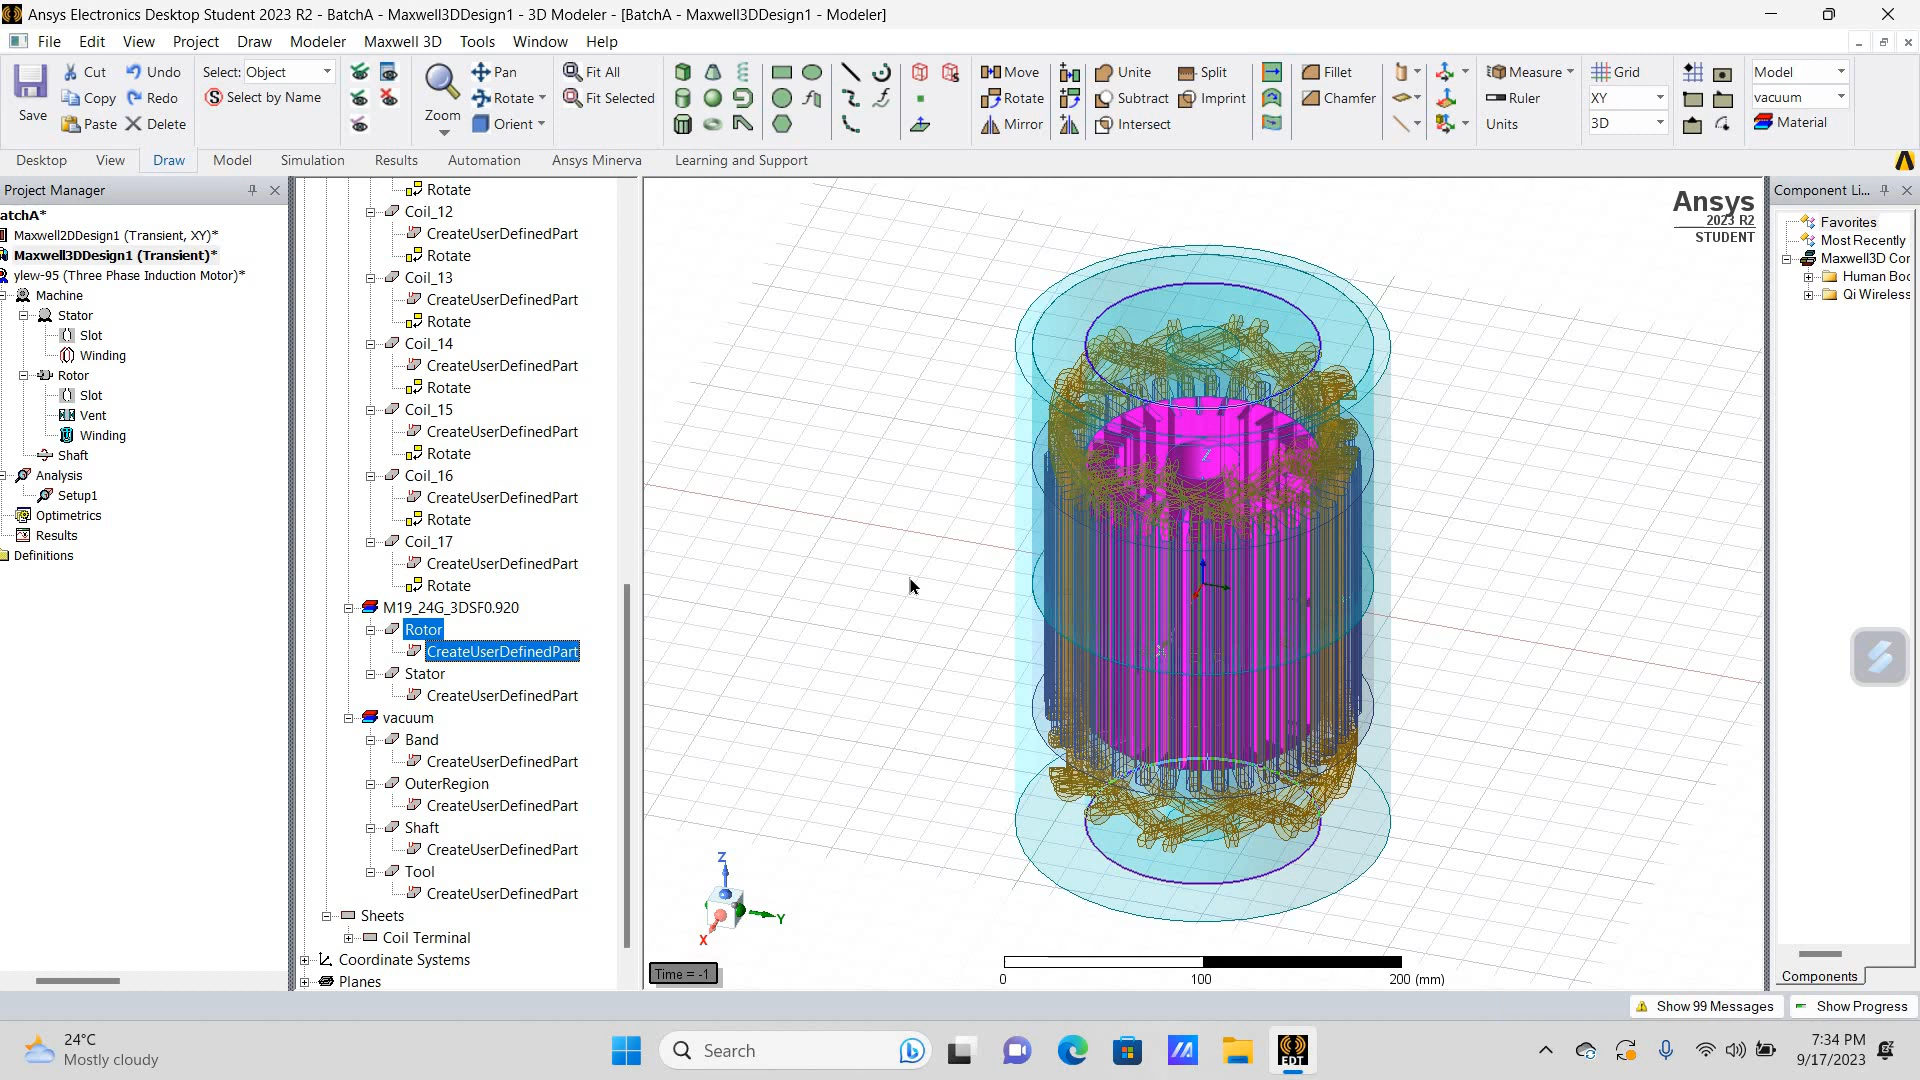 Ansys Electronics Desktop Student 2023 R2 - BatchA - Maxwell3DDesign1 - 3D Modeler - [BatchA - Maxwell3DDesign1 - Modeler]
File Edit View Project Draw Modeler Maxwell 3D Tools Window Help
Save
Cut
Copy
Paste
Undo
Redo
Delete
Select: Object
Select by Name
Zoom
Pan
Rotate
Orient
Fit All
Fit Selected
Move
Rotate
Mirror
Unite
Subtract
Intersect
Split
Imprint
Fillet
Chamfer
Measure
Ruler
Units
Grid
XY
3D
Model
vacuum
Material
Desktop View Draw Model Simulation Results Automation Ansys Minerva Learning and Support
Project Manager
atchA*
Maxwell2DDesign1 (Transient, XY)*
Maxwell3DDesign1 (Transient)*
ylew-95 (Three Phase Induction Motor)*
Machine
Stator
Slot
Winding
Rotor
Slot
Vent
Winding
Shaft
Analysis
Setup1
Optimetrics
Results
Definitions
Rotate
Coil_12
CreateUserDefinedPart
Rotate
Coil_13
CreateUserDefinedPart
Rotate
Coil_14
CreateUserDefinedPart
Rotate
Coil_15
CreateUserDefinedPart
Rotate
Coil_16
CreateUserDefinedPart
Rotate
Coil_17
CreateUserDefinedPart
Rotate
M19_24G_3DSF0.920
Rotor
CreateUserDefinedPart
Stator
CreateUserDefinedPart
vacuum
Band
CreateUserDefinedPart
OuterRegion
CreateUserDefinedPart
Shaft
CreateUserDefinedPart
Tool
CreateUserDefinedPart
Sheets
Coil Terminal
Coordinate Systems
Planes
Ansys
2023 R2
STUDENT
Z
Z
Y
X
Time = -1
0 100 200 (mm)
Component Li...
Favorites
Most Recently
Maxwell3D Cor
Human Boc
Qi Wireless
Components
Show 99 Messages
Show Progress
24°C
Mostly cloudy
Search
EDT
7:34 PM
9/17/2023